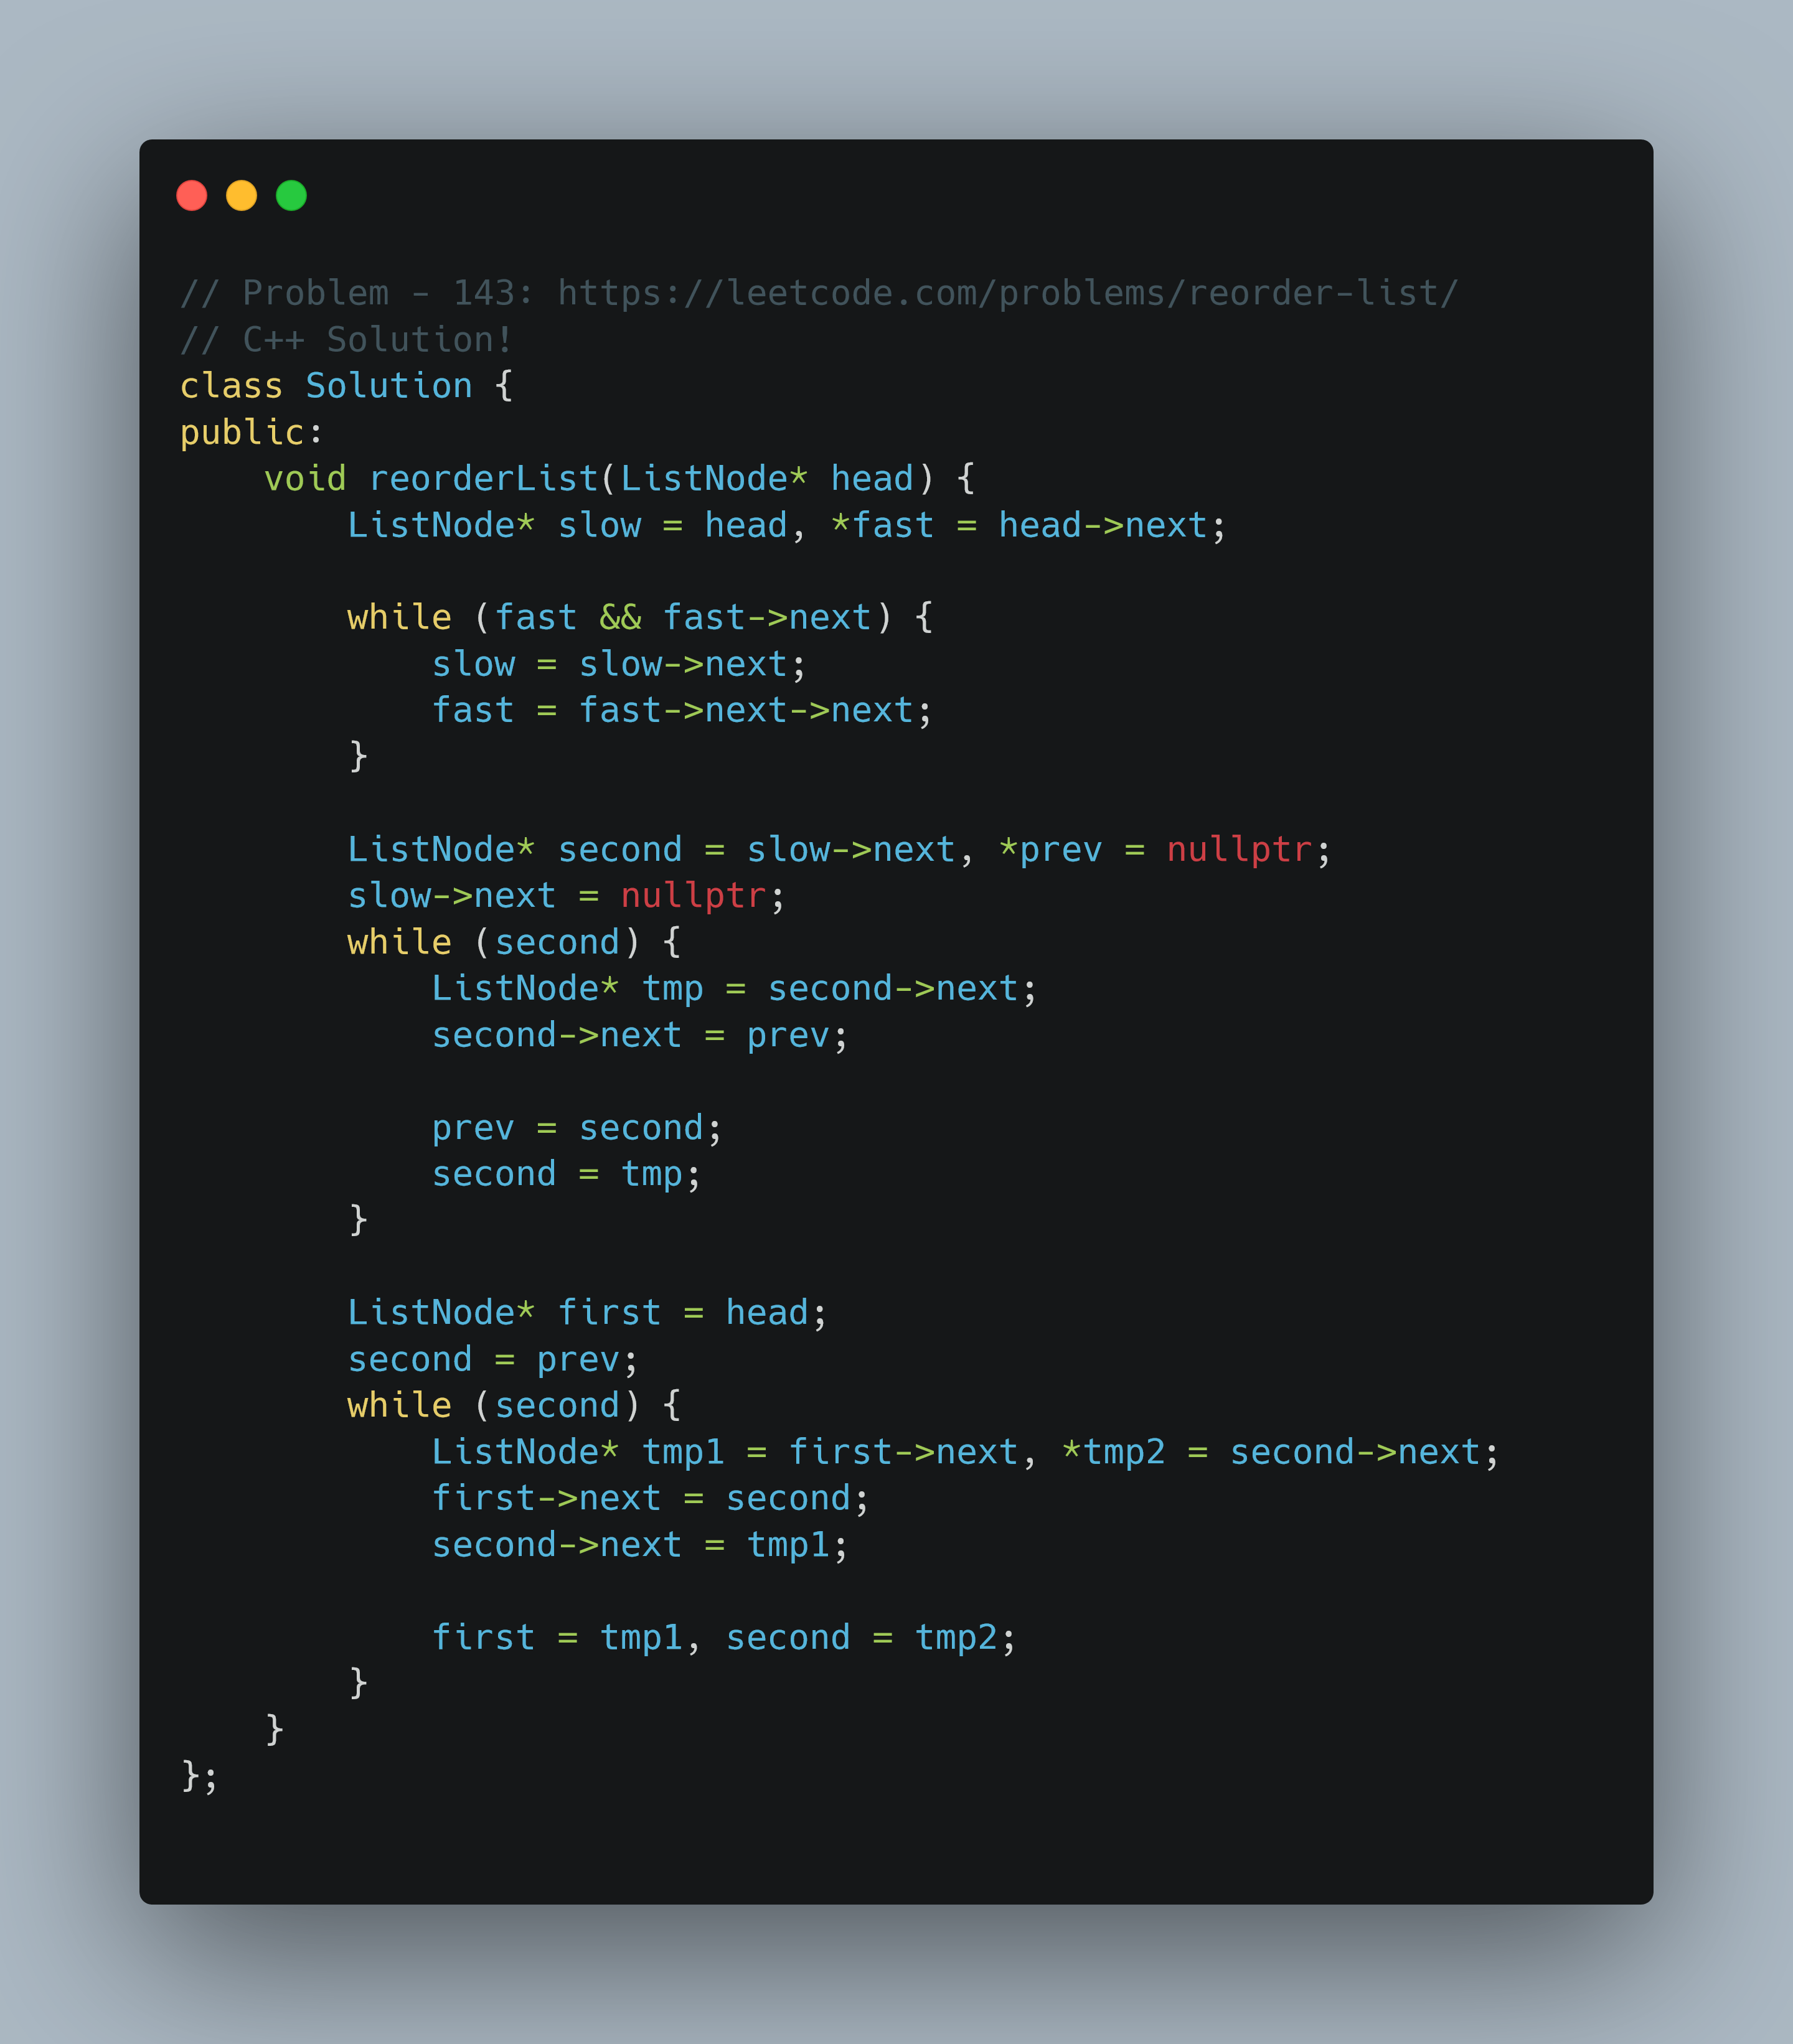 // Problem - 143: https://leetcode.com/problems/reorder-list/
// C++ Solution!
class Solution {
public:
    void reorderList(ListNode* head) {
        ListNode* slow = head, *fast = head->next;

        while (fast && fast->next) {
            slow = slow->next;
            fast = fast->next->next;
        }

        ListNode* second = slow->next, *prev = nullptr;
        slow->next = nullptr;
        while (second) {
            ListNode* tmp = second->next;
            second->next = prev;

            prev = second;
            second = tmp;
        }

        ListNode* first = head;
        second = prev;
        while (second) {
            ListNode* tmp1 = first->next, *tmp2 = second->next;
            first->next = second;
            second->next = tmp1;

            first = tmp1, second = tmp2;
        }
    }
};